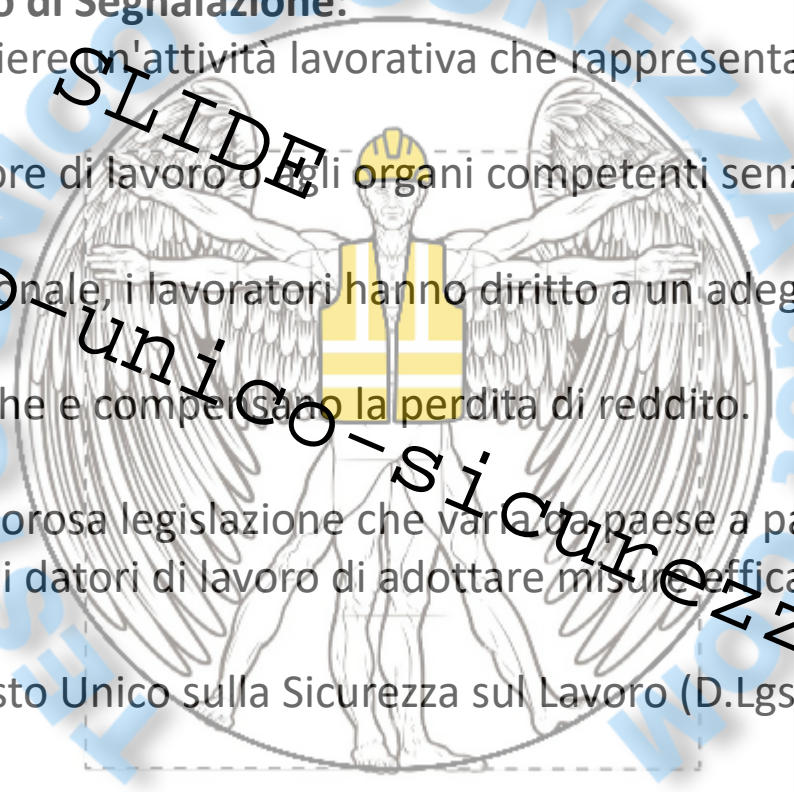 o di Segnalazione:
iere un'attività lavorativa che rappresenta
ore di lavoro o agli organi competenti senz
onale, i lavoratori hanno diritto a un adeg
he e compensano la perdita di reddito.
orosa legislazione che varia da paese a pa
i datori di lavoro di adottare misure effica
sto Unico sulla Sicurezza sul Lavoro (D.Lgs
SLIDE
o-unico-sicurezz